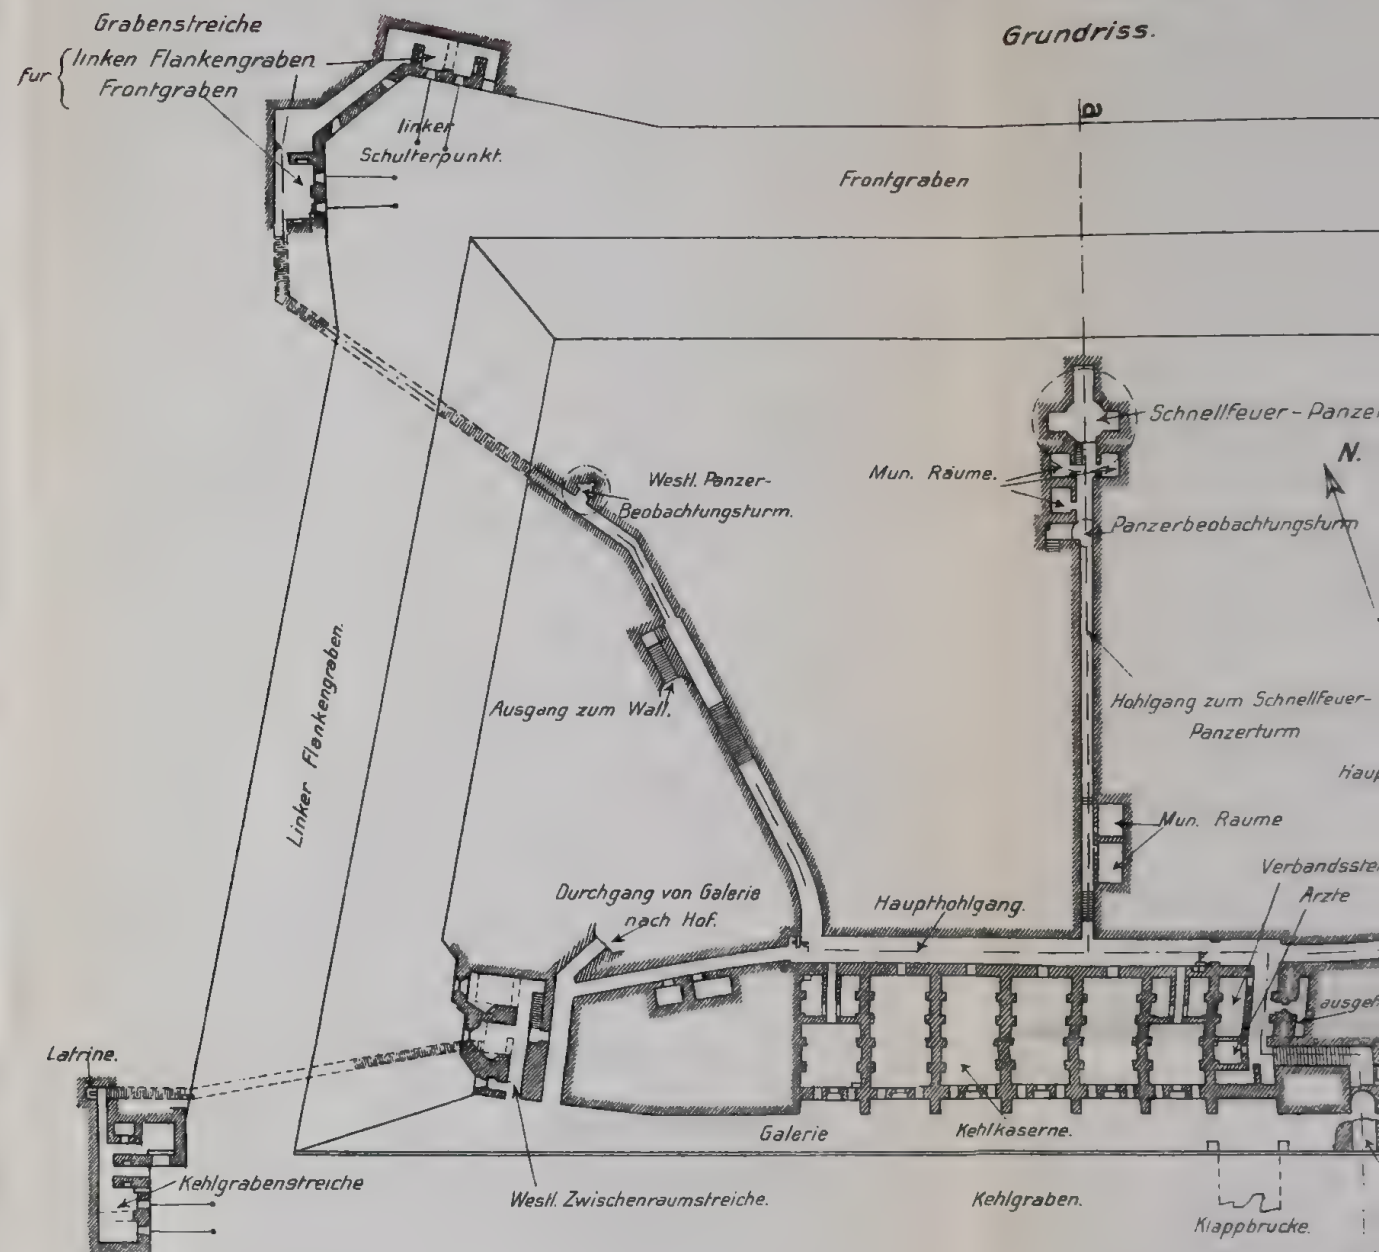 Grundriss.
Grabenstreiche
fur { linken Flankengraben
Frontgraben
linker
Schulterpunkt.
a
Frontgraben
Schnellfeuer-Panze
N.
Mun. Räume.
Westl. Panzer-
Beobachtungsturm.
Panzerbeobachtungsturm
Linker Flankengraben.
Ausgang zum Wall.
Hohlgang zum Schnellfeuer-
Panzerturm
Haup
Mun. Raume
Verbandsste
Arzte
Durchgang von Galerie
nach Hof.
Haupthohlgang.
ausgeh
Latrine.
Galerie
Kehlkaserne.
Kehlgrabenstreiche
Westl. Zwischenraumstreiche.
Kehlgraben.
Klappbrucke.